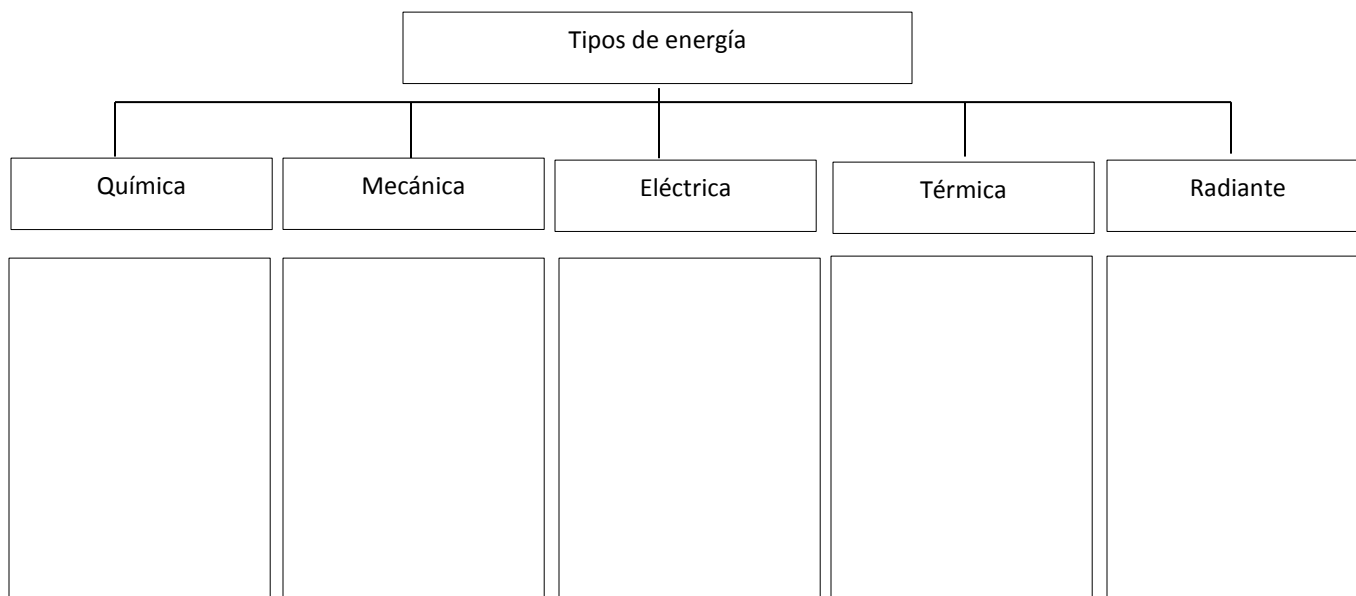 Tipos de energía
Química
Mecánica
Eléctrica
Térmica
Radiante